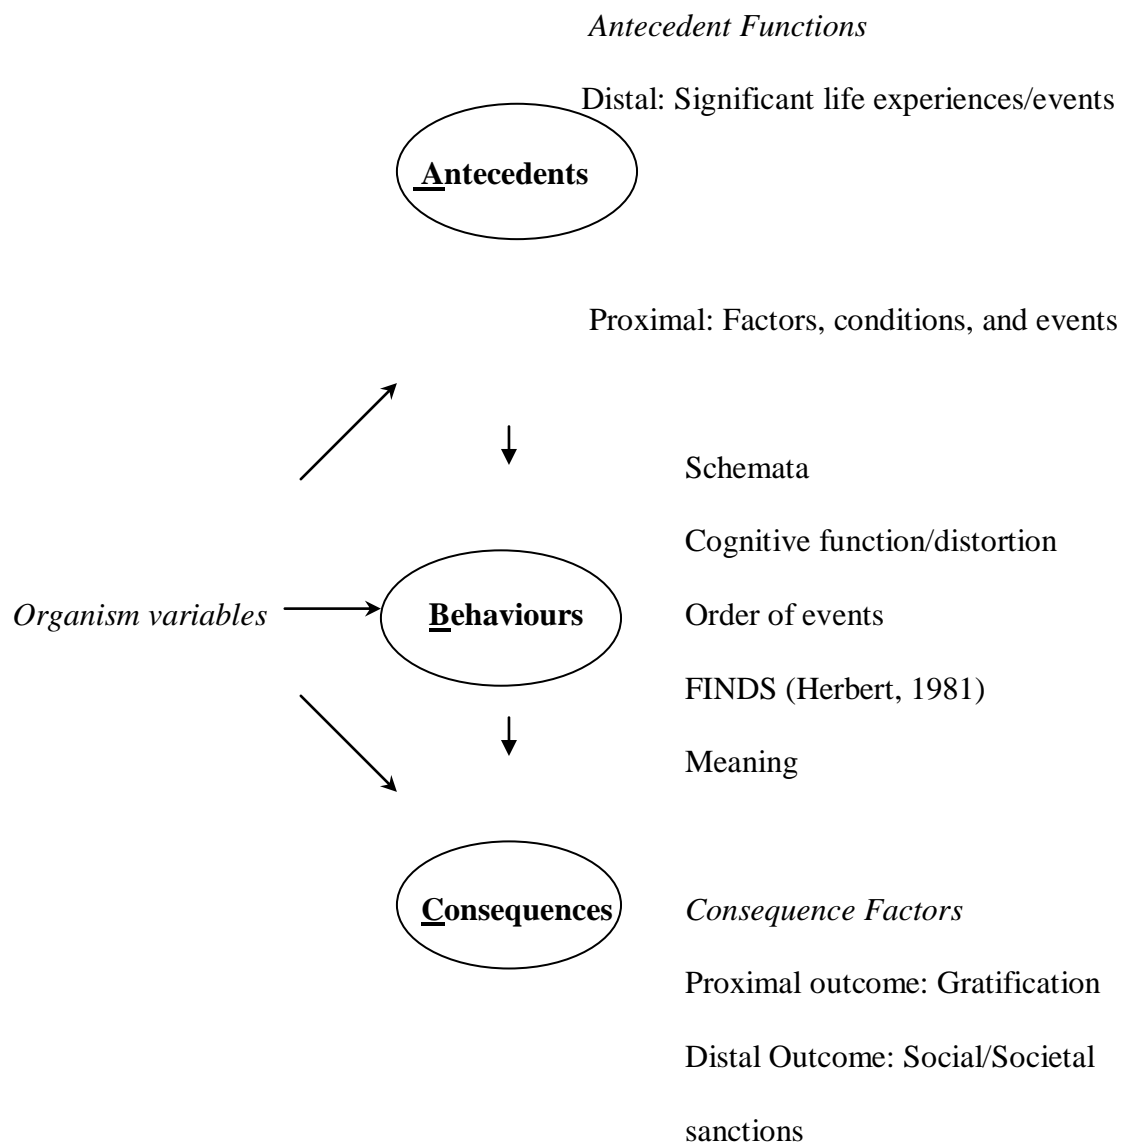 Antecedent Functions
Distal: Significant life experiences/events
Antecedents
Proximal: Factors, conditions, and events
Schemata
Cognitive function/distortion
Organism variables
Behaviours
Order of events
FINDS (Herbert, 1981)
Meaning
Consequences
Consequence Factors
Proximal outcome: Gratification
Distal Outcome: Social/Societal
sanctions